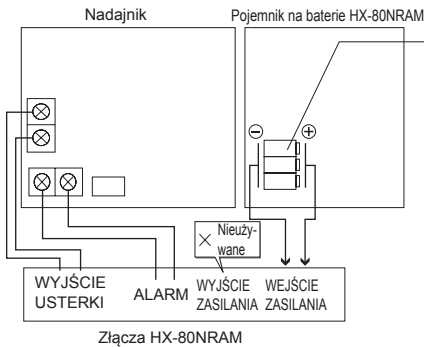 Nadajnik
Pojemnik na baterie HX-80NRAM
Nieuży-
wane
WYJŚCIE
USTERKI
ALARM
WYJŚCIE
ZASILANIA
WEJŚCIE
ZASILANIA
Złącza HX-80NRAM